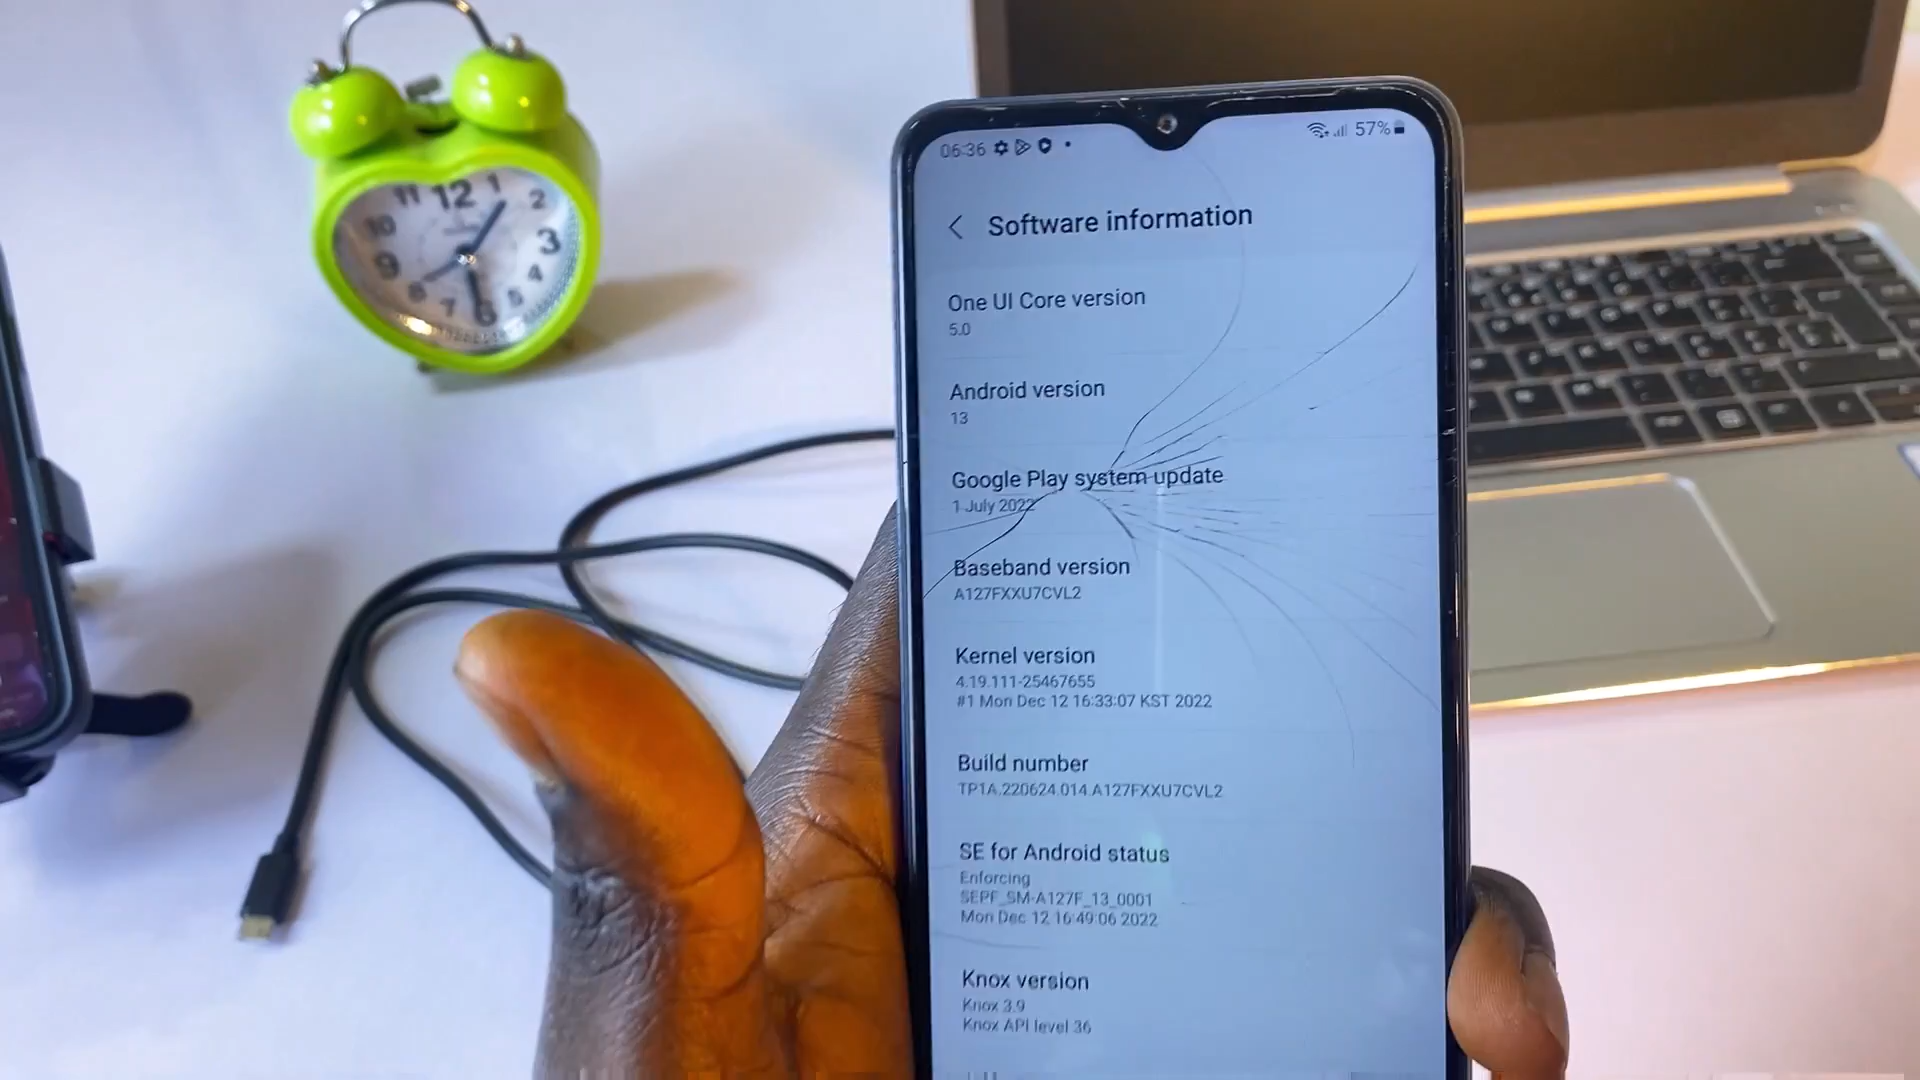 11 12 1 2
10 3
9 4
8 7 6 5
06:36 57%
Software information
One UI Core version
5.0
Android version
13
Google Play system update
1 July 2022
Baseband version
A127FXXU7CVL2
Kernel version
4.19.111-25467655
#1 Mon Dec 12 16:33:07 KST 2022
Build number
TP1A.220624.014.A127FXXU7CVL2
SE for Android status
Enforcing
SEPF_SM-A127F_13_0001
Mon Dec 12 16:49:06 2022
Knox version
Knox 3.9
Knox API level 36